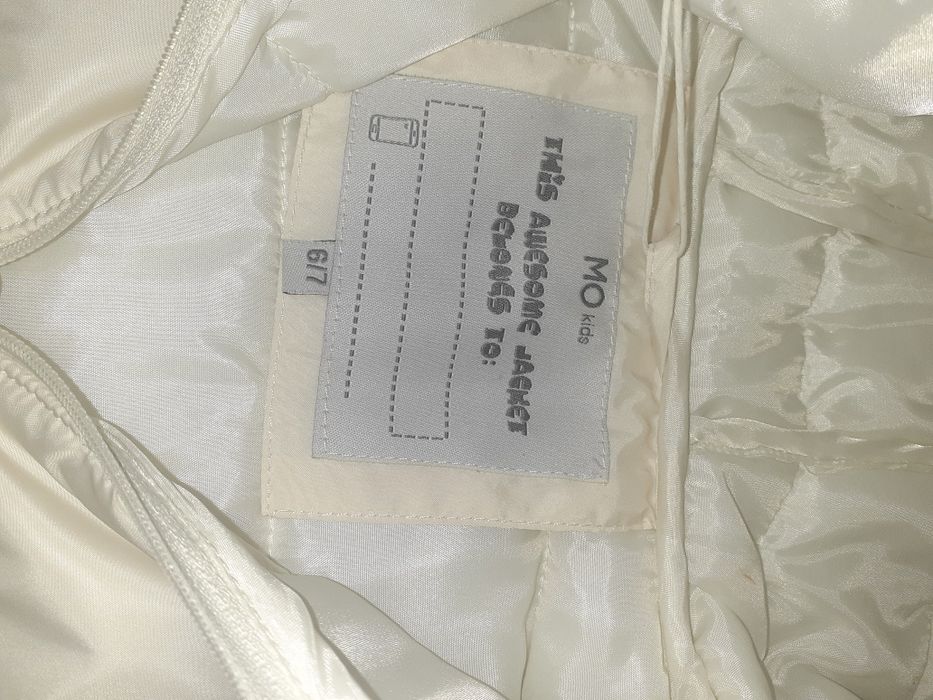 MO kids
THIS AWESOME JACKET
BELONGS TO:
6/7